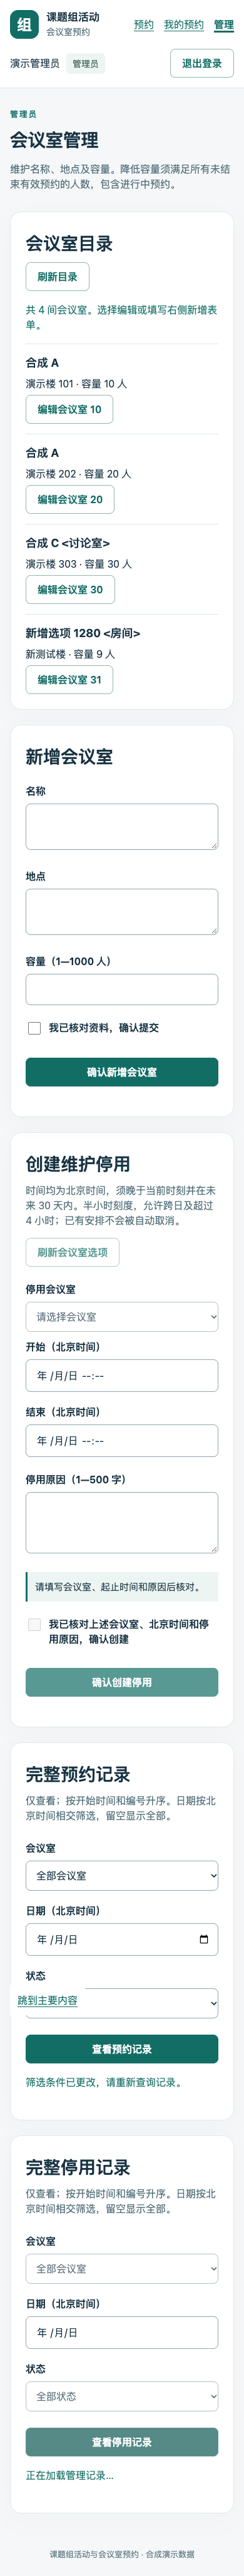 组
课题组活动
会议室预约
预约
我的预约
管理
演示管理员
管理员
退出登录
管理员
会议室管理
维护名称、地点及容量。降低容量须满足所有未结
束有效预约的人数，包含进行中预约。
会议室目录
刷新目录
共 4 间会议室。选择编辑或填写右侧新增表
单。
合成 A
演示楼 101 · 容量 10 人
编辑会议室 10
合成 A
演示楼 202 · 容量 20 人
编辑会议室 20
合成 C <讨论室>
演示楼 303 · 容量 30 人
编辑会议室 30
新增选项 1280 <房间>
新测试楼 · 容量 9 人
编辑会议室 31
新增会议室
名称
地点
容量（1—1000 人）
我已核对资料，确认提交
确认新增会议室
创建维护停用
时间均为北京时间，须晚于当前时刻并在未
来 30 天内。半小时刻度，允许跨日及超过
4 小时；已有安排不会被自动取消。
刷新会议室选项
停用会议室
请选择会议室
开始（北京时间）
年 /月/日 --:--
结束（北京时间）
年 /月/日 --:--
停用原因（1—500 字）
请填写会议室、起止时间和原因后核对。
我已核对上述会议室、北京时间和停
用原因，确认创建
确认创建停用
完整预约记录
仅查看；按开始时间和编号升序。日期按北
京时间相交筛选，留空显示全部。
会议室
全部会议室
日期（北京时间）
年 /月/日
状态
跳到主要内容
查看预约记录
筛选条件已更改，请重新查询记录。
完整停用记录
仅查看；按开始时间和编号升序。日期按北
京时间相交筛选，留空显示全部。
会议室
全部会议室
日期（北京时间）
年 /月/日
状态
全部状态
查看停用记录
正在加载管理记录...
课题组活动与会议室预约 · 合成演示数据